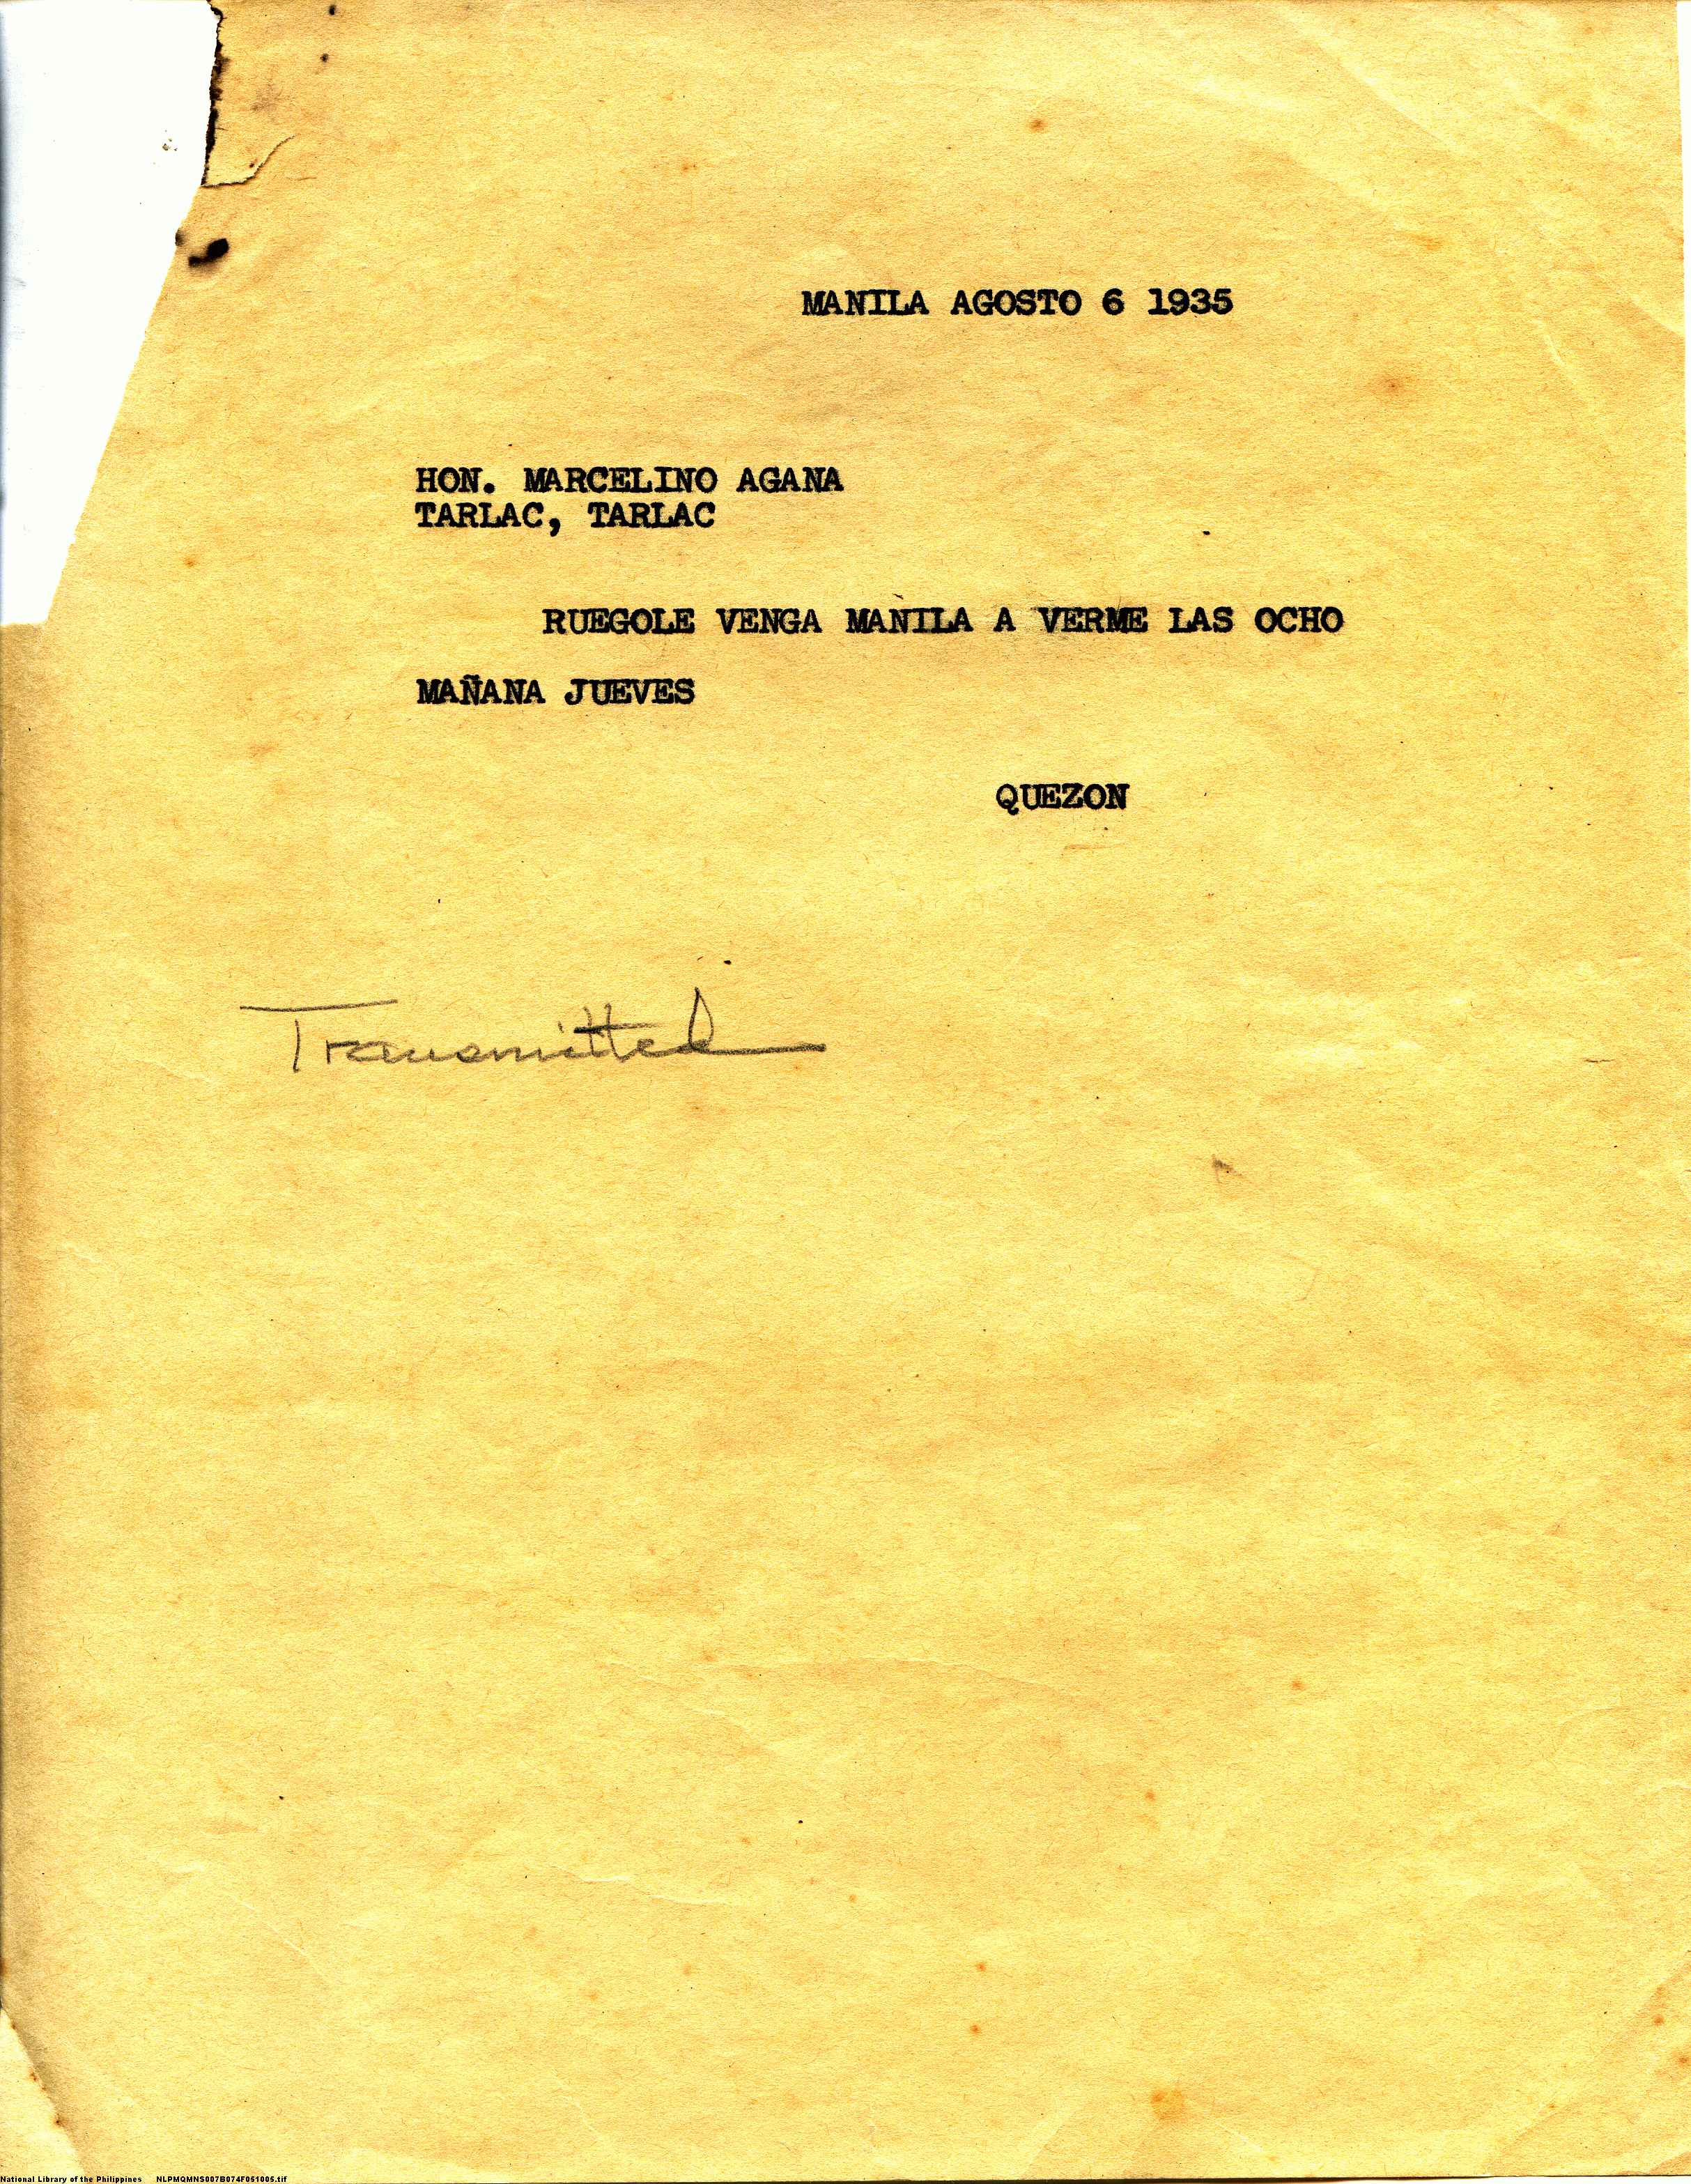 MANILA AGOSTO 6 1935
HON. MARCELINO AGANA
TARLAC, TARLAC
RUEGOLE VENGA MANILA A VERME LAS OCHO
MAÑANA JUEVES
QUEZON
Transmitted
National Library of the Philippines NLPMQMNS007B074F051005.tif